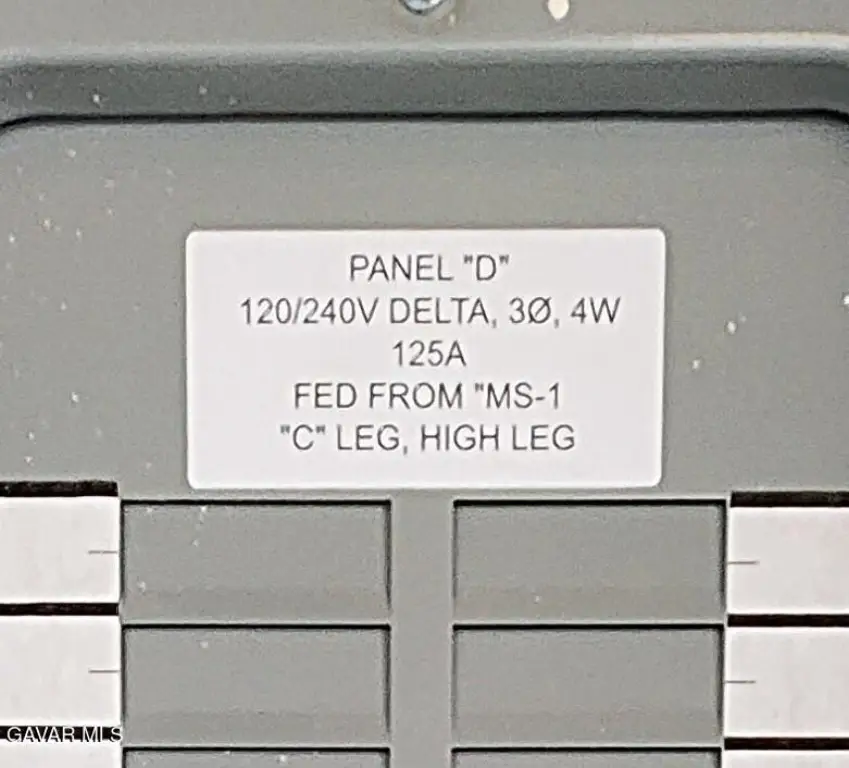 PANEL "D"
120/240V DELTA, 3Ø, 4W
125A
FED FROM "MS-1
"C" LEG, HIGH LEG
GAVAR MLS